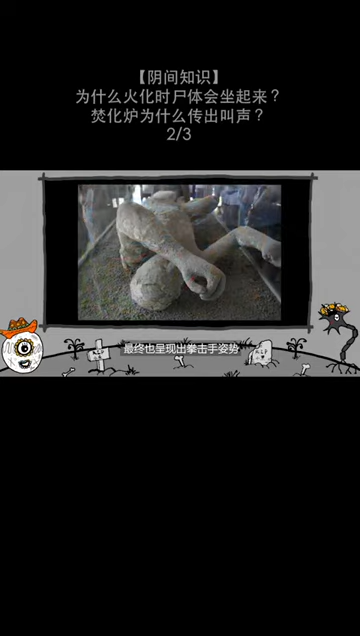 【阴间知识】
为什么火化时尸体会坐起来？
焚化炉为什么传出叫声？
2/3
最终也呈现出拳击手姿势